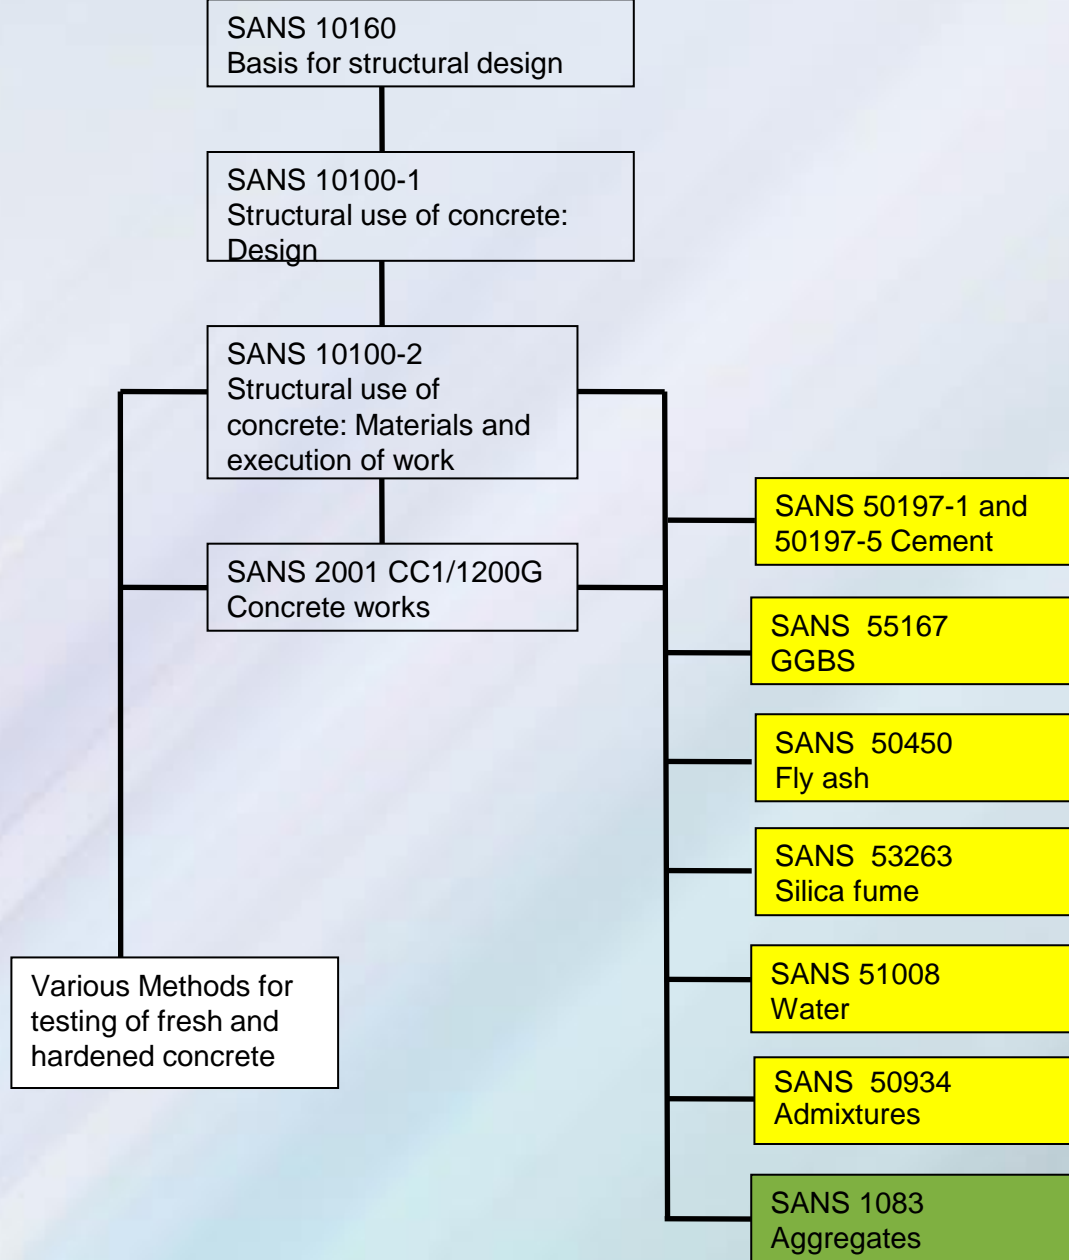 SANS 10160
Basis for structural design
SANS 10100-1
Structural use of concrete:
Design
SANS 10100-2
Structural use of
concrete: Materials and
execution of work
SANS 2001 CC1/1200G
Concrete works
Various Methods for
testing of fresh and
hardened concrete
SANS 50197-1 and
50197-5 Cement
SANS 55167
GGBS
SANS 50450
Fly ash
SANS 53263
Silica fume
SANS 51008
Water
SANS 50934
Admixtures
SANS 1083
Aggregates